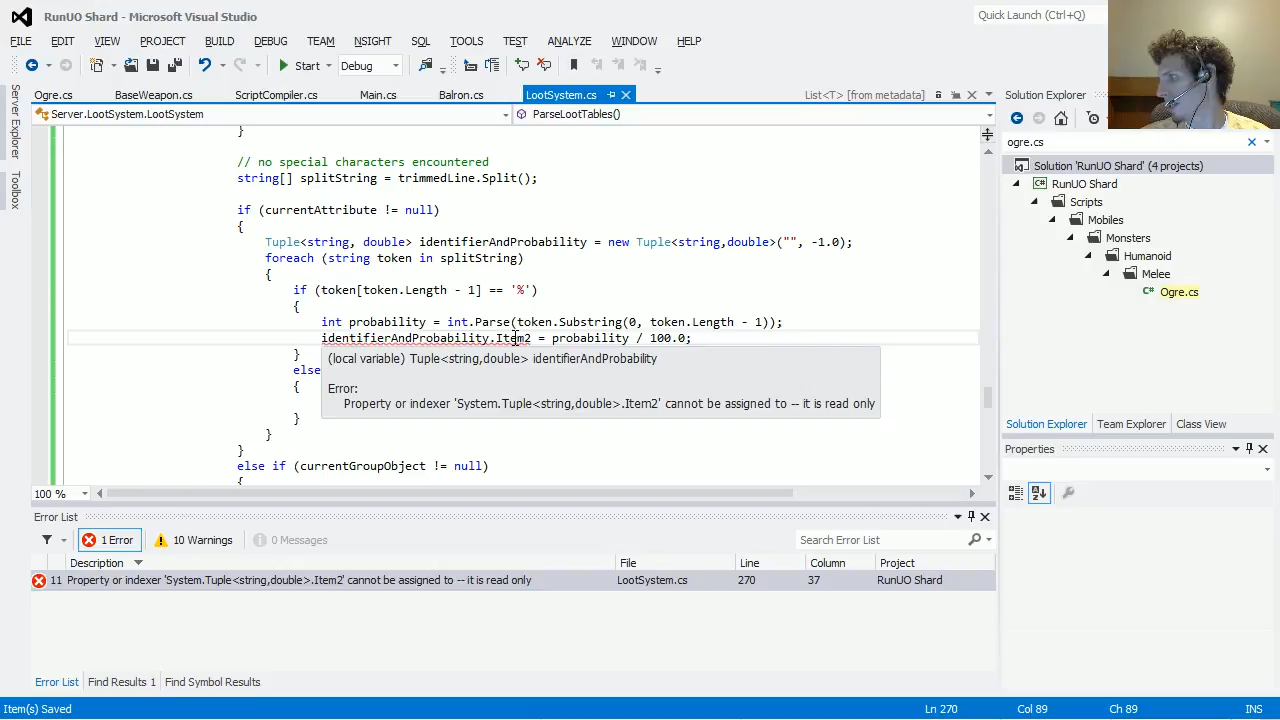 RunUO Shard - Microsoft Visual Studio
Quick Launch (Ctrl+Q)
FILE EDIT VIEW PROJECT BUILD DEBUG TEAM NSIGHT SQL TOOLS TEST ANALYZE WINDOW HELP
Start Debug
Server Explorer
Toolbox
Ogre.cs BaseWeapon.cs ScriptCompiler.cs Main.cs Balron.cs LootSystem.cs List<T> [from metadata]
Server.LootSystem.LootSystem ParseLootTables()
}
// no special characters encountered
string[] splitString = trimmedLine.Split();
if (currentAttribute != null)
{
Tuple<string, double> identifierAndProbability = new Tuple<string,double>("", -1.0);
foreach (string token in splitString)
{
if (token[token.Length - 1] == '%')
{
int probability = int.Parse(token.Substring(0, token.Length - 1));
identifierAndProbability.Item2 = probability / 100.0;
}
else
{
}
}
}
else if (currentGroupObject != null)
{
(local variable) Tuple<string,double> identifierAndProbability
Error:
Property or indexer 'System.Tuple<string,double>.Item2' cannot be assigned to -- it is read only
100 %
Solution Explorer
ogre.cs
Solution 'RunUO Shard' (4 projects)
RunUO Shard
Scripts
Mobiles
Monsters
Humanoid
Melee
Ogre.cs
Solution Explorer Team Explorer Class View
Properties
Error List
1 Error 10 Warnings 0 Messages
Search Error List
Description File Line Column Project
11 Property or indexer 'System.Tuple<string,double>.Item2' cannot be assigned to -- it is read only LootSystem.cs 270 37 RunUO Shard
Error List Find Results 1 Find Symbol Results
Item(s) Saved Ln 270 Col 89 Ch 89 INS